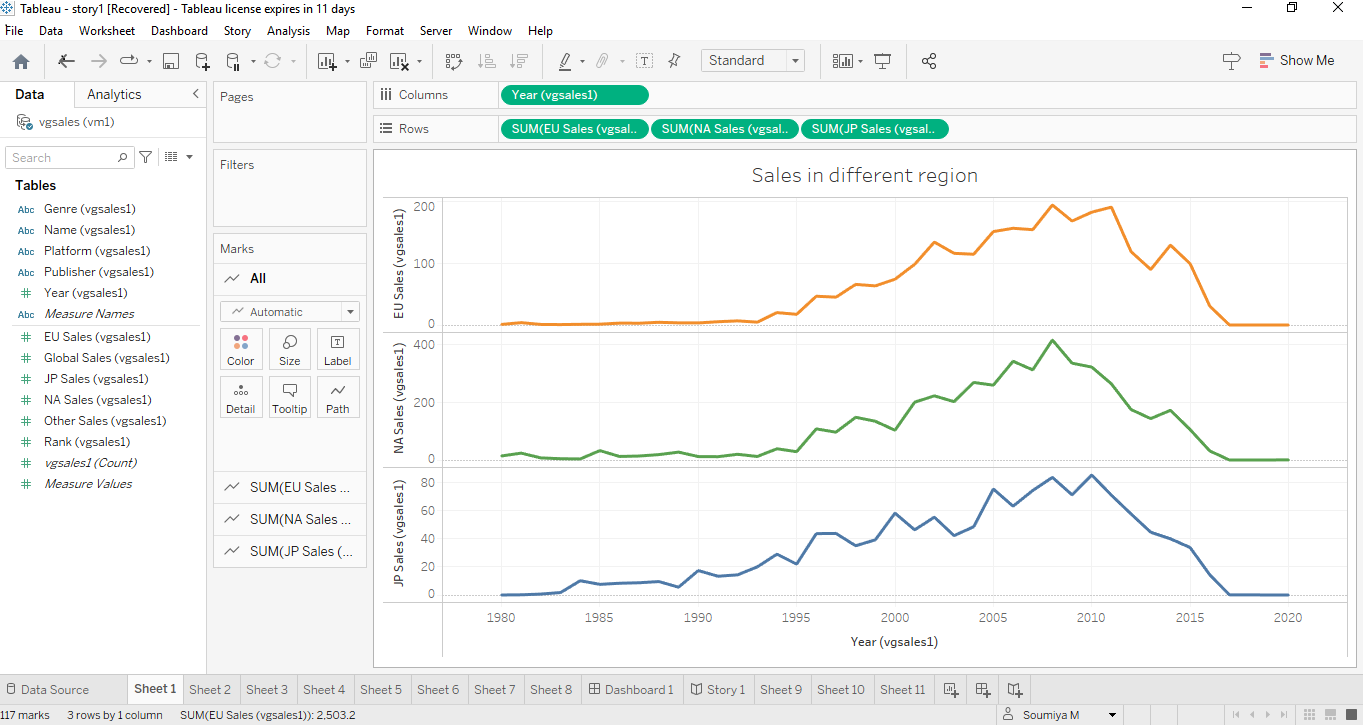 Tableau - story1 [Recovered] - Tableau license expires in 11 days
File Data Worksheet Dashboard Story Analysis Map Format Server Window Help
Standard
Show Me
Data Analytics
vgsales (vm1)
Search
Tables
Abc Genre (vgsales1)
Abc Name (vgsales1)
Abc Platform (vgsales1)
Abc Publisher (vgsales1)
# Year (vgsales1)
Abc Measure Names
# EU Sales (vgsales1)
# Global Sales (vgsales1)
# JP Sales (vgsales1)
# NA Sales (vgsales1)
# Other Sales (vgsales1)
# Rank (vgsales1)
# vgsales1 (Count)
# Measure Values
Pages
Filters
Marks
All
Automatic
Color Size Label
Detail Tooltip Path
SUM(EU Sales ...
SUM(NA Sales ...
SUM(JP Sales (...
Columns Year (vgsales1)
Rows SUM(EU Sales (vgsal.. SUM(NA Sales (vgsal.. SUM(JP Sales (vgsal..
Sales in different region
EU Sales (vgsales1)
200
100
0
NA Sales (vgsales1)
400
200
0
JP Sales (vgsales1)
80
60
40
20
0
1980 1985 1990 1995 2000 2005 2010 2015 2020
Year (vgsales1)
Data Source Sheet 1 Sheet 2 Sheet 3 Sheet 4 Sheet 5 Sheet 6 Sheet 7 Sheet 8 Dashboard 1 Story 1 Sheet 9 Sheet 10 Sheet 11
117 marks 3 rows by 1 column SUM(EU Sales (vgsales1)): 2,503.2 Soumiya M